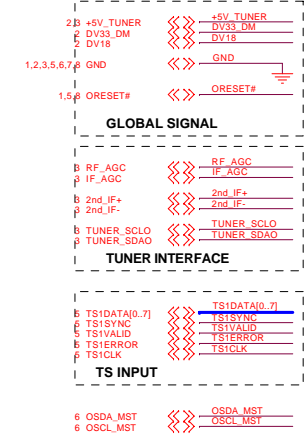 2,3 +5V_TUNER +5V_TUNER
2 DV33_DM DV33_DM
2 DV18 DV18
1,2,3,5,6,7,8 GND GND
1,5,8 ORESET# ORESET#
GLOBAL SIGNAL
3 RF_AGC RF_AGC
3 IF_AGC IF_AGC
3 2nd_IF+ 2nd_IF+
3 2nd_IF- 2nd_IF-
3 TUNER_SCLO TUNER_SCLO
3 TUNER_SDAO TUNER_SDAO
TUNER INTERFACE
5 TS1DATA[0..7] TS1DATA[0..7]
5 TS1SYNC TS1SYNC
5 TS1VALID TS1VALID
5 TS1ERROR TS1ERROR
5 TS1CLK TS1CLK
TS INPUT
6 OSDA_MST OSDA_MST
6 OSCL_MST OSCL_MST